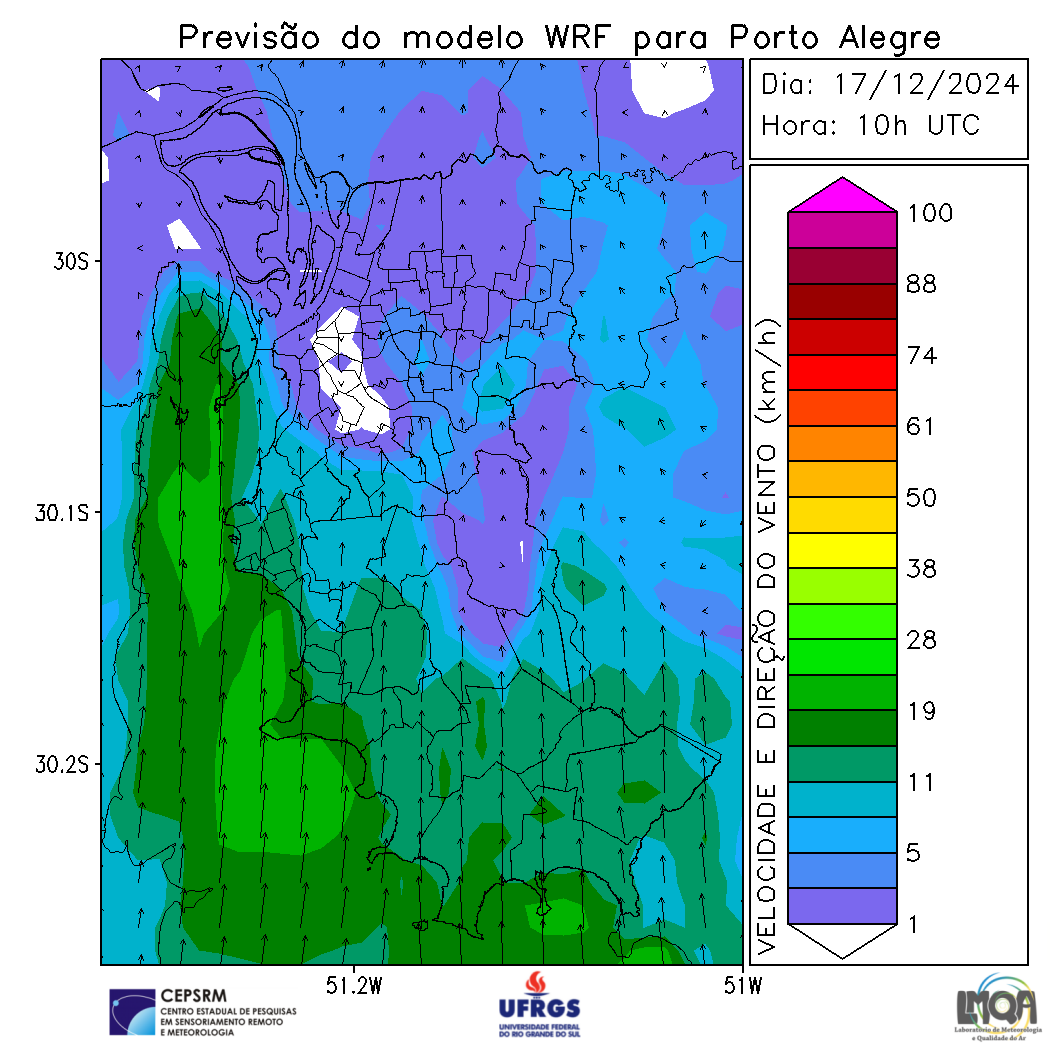 Previsão do modelo WRF para Porto Alegre
Dia: 17/12/2024
Hora: 10h UTC
30S
30.1S
30.2S
51.2W
51W
VELOCIDADE E DIREÇÃO DO VENTO (km/h)
100
88
74
61
50
38
28
19
11
5
1
CEPSRM
CENTRO ESTADUAL DE PESQUISAS
EM SENSORIAMENTO REMOTO
E METEOROLOGIA
UFRGS
UNIVERSIDADE FEDERAL
DO RIO GRANDE DO SUL
LMQA
Laboratório de Meteorologia
e Qualidade do Ar